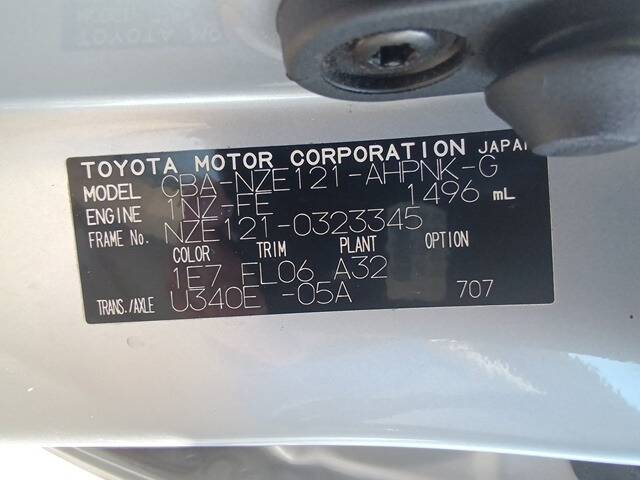 TOYOTA MOTOR CORPORATION JAPAN
MODEL CBA-NZE121-AHPNK-G
ENGINE 1NZ-FE 1496 mL
FRAME No. NZE121-0323345
COLOR TRIM PLANT OPTION
1E7 FL06 A32
TRANS./AXLE U340E -05A 707